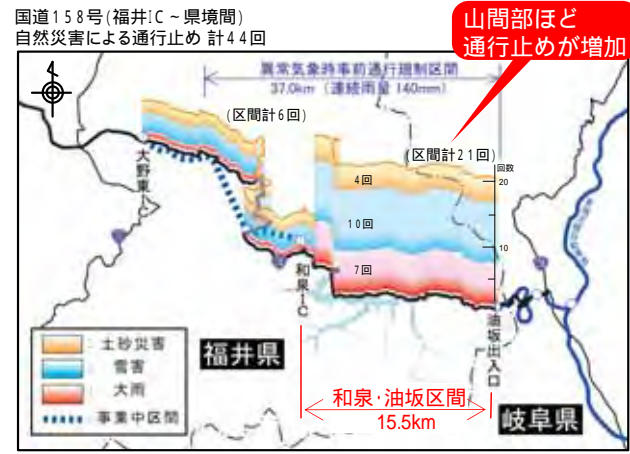 国道158号(福井IC~県境間)
自然災害による通行止め 計44回
山間部ほど
通行止めが増加
異常気象時事前通行規制区間
37.0km (連続雨量 140mm)
(区間計6回)
(区間計21回)
回数
20
10
4回
10回
7回
大野東IC
和泉IC
油坂出入口
土砂災害
雪害
大雨
事業中区間
福井県
和泉・油坂区間
15.5km
岐阜県